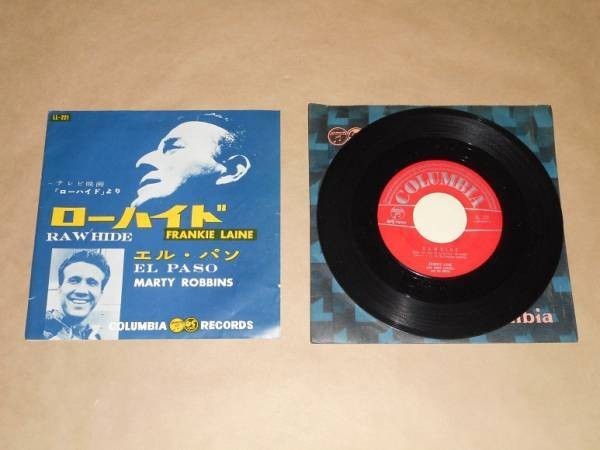 LL-221
テレビ映画
「ローハイド」より
ローハイド
RAWHIDE
FRANKIE LAINE
エル・パソ
EL PASO
MARTY ROBBINS
COLUMBIA RECORDS
COLUMBIA
RAWHIDE
FRANKIE LAINE
mbia